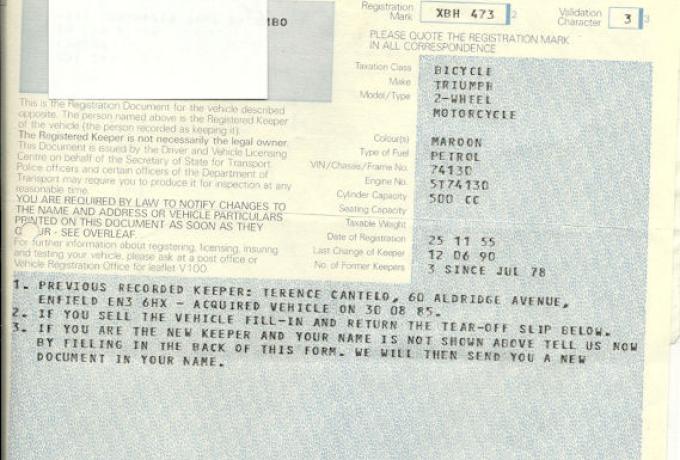 1BO
Registration Mark XBH 473 2 Validation Character 3 3
PLEASE QUOTE THE REGISTRATION MARK
IN ALL CORRESPONDENCE
Taxation Class BICYCLE
Make TRIUMPH
Model/Type 2-WHEEL
MOTORCYCLE
Colour(s) MAROON
Type of Fuel PETROL
VIN/Chassis/Frame No. 74130
Engine No. 5T74130
Cylinder Capacity 500 CC
Seating Capacity
Taxable Weight
Date of Registration 25 11 55
Last Change of Keeper 12 06 90
No. of Former Keepers 3 SINCE JUL 78
This is the Registration Document for the vehicle described
opposite. The person named above is the Registered Keeper
of the vehicle (the person recorded as keeping it).
The Registered Keeper is not necessarily the legal owner.
This Document is issued by the Driver and Vehicle Licensing
Centre on behalf of the Secretary of State for Transport.
Police officers and certain officers of the Department of
Transport may require you to produce it for inspection at any
reasonable time.
YOU ARE REQUIRED BY LAW TO NOTIFY CHANGES TO
THE NAME AND ADDRESS OR VEHICLE PARTICULARS
PRINTED ON THIS DOCUMENT AS SOON AS THEY
- SEE OVERLEAF.
For further information about registering, licensing, insuring
and testing your vehicle, please ask at a post office or
Vehicle Registration Office for leaflet V100.
1. PREVIOUS RECORDED KEEPER: TERENCE CANTELO, 60 ALDRIDGE AVENUE,
ENFIELD EN3 6HX - ACQUIRED VEHICLE ON 30 08 85.
2. IF YOU SELL THE VEHICLE FILL-IN AND RETURN THE TEAR-OFF SLIP BELOW.
3. IF YOU ARE THE NEW KEEPER AND YOUR NAME IS NOT SHOWN ABOVE TELL US NOW
BY FILLING IN THE BACK OF THIS FORM. WE WILL THEN SEND YOU A NEW
DOCUMENT IN YOUR NAME.